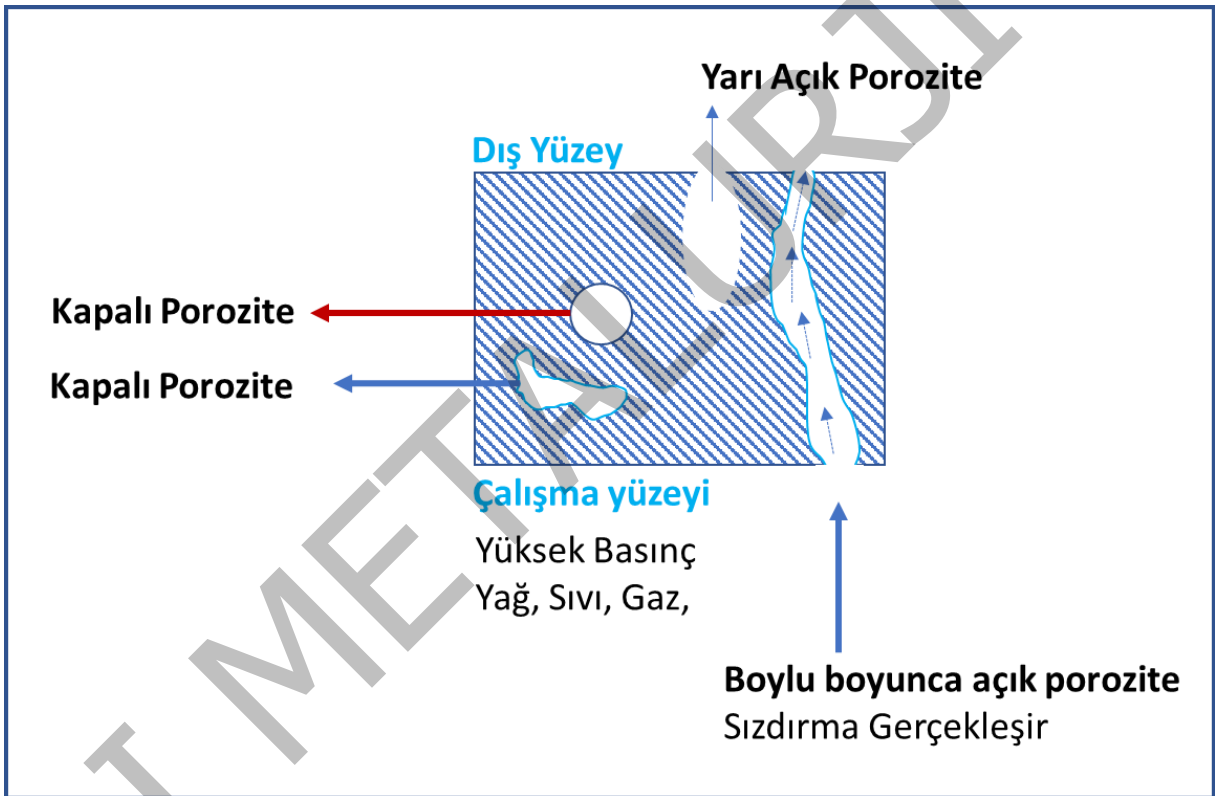 Yarı Açık Porozite
Dış Yüzey
Kapalı Porozite
Kapalı Porozite
Çalışma yüzeyi
Yüksek Basınç
Yağ, Sıvı, Gaz,
Boylu boyunca açık porozite
Sızdırma Gerçekleşir
METALURJI